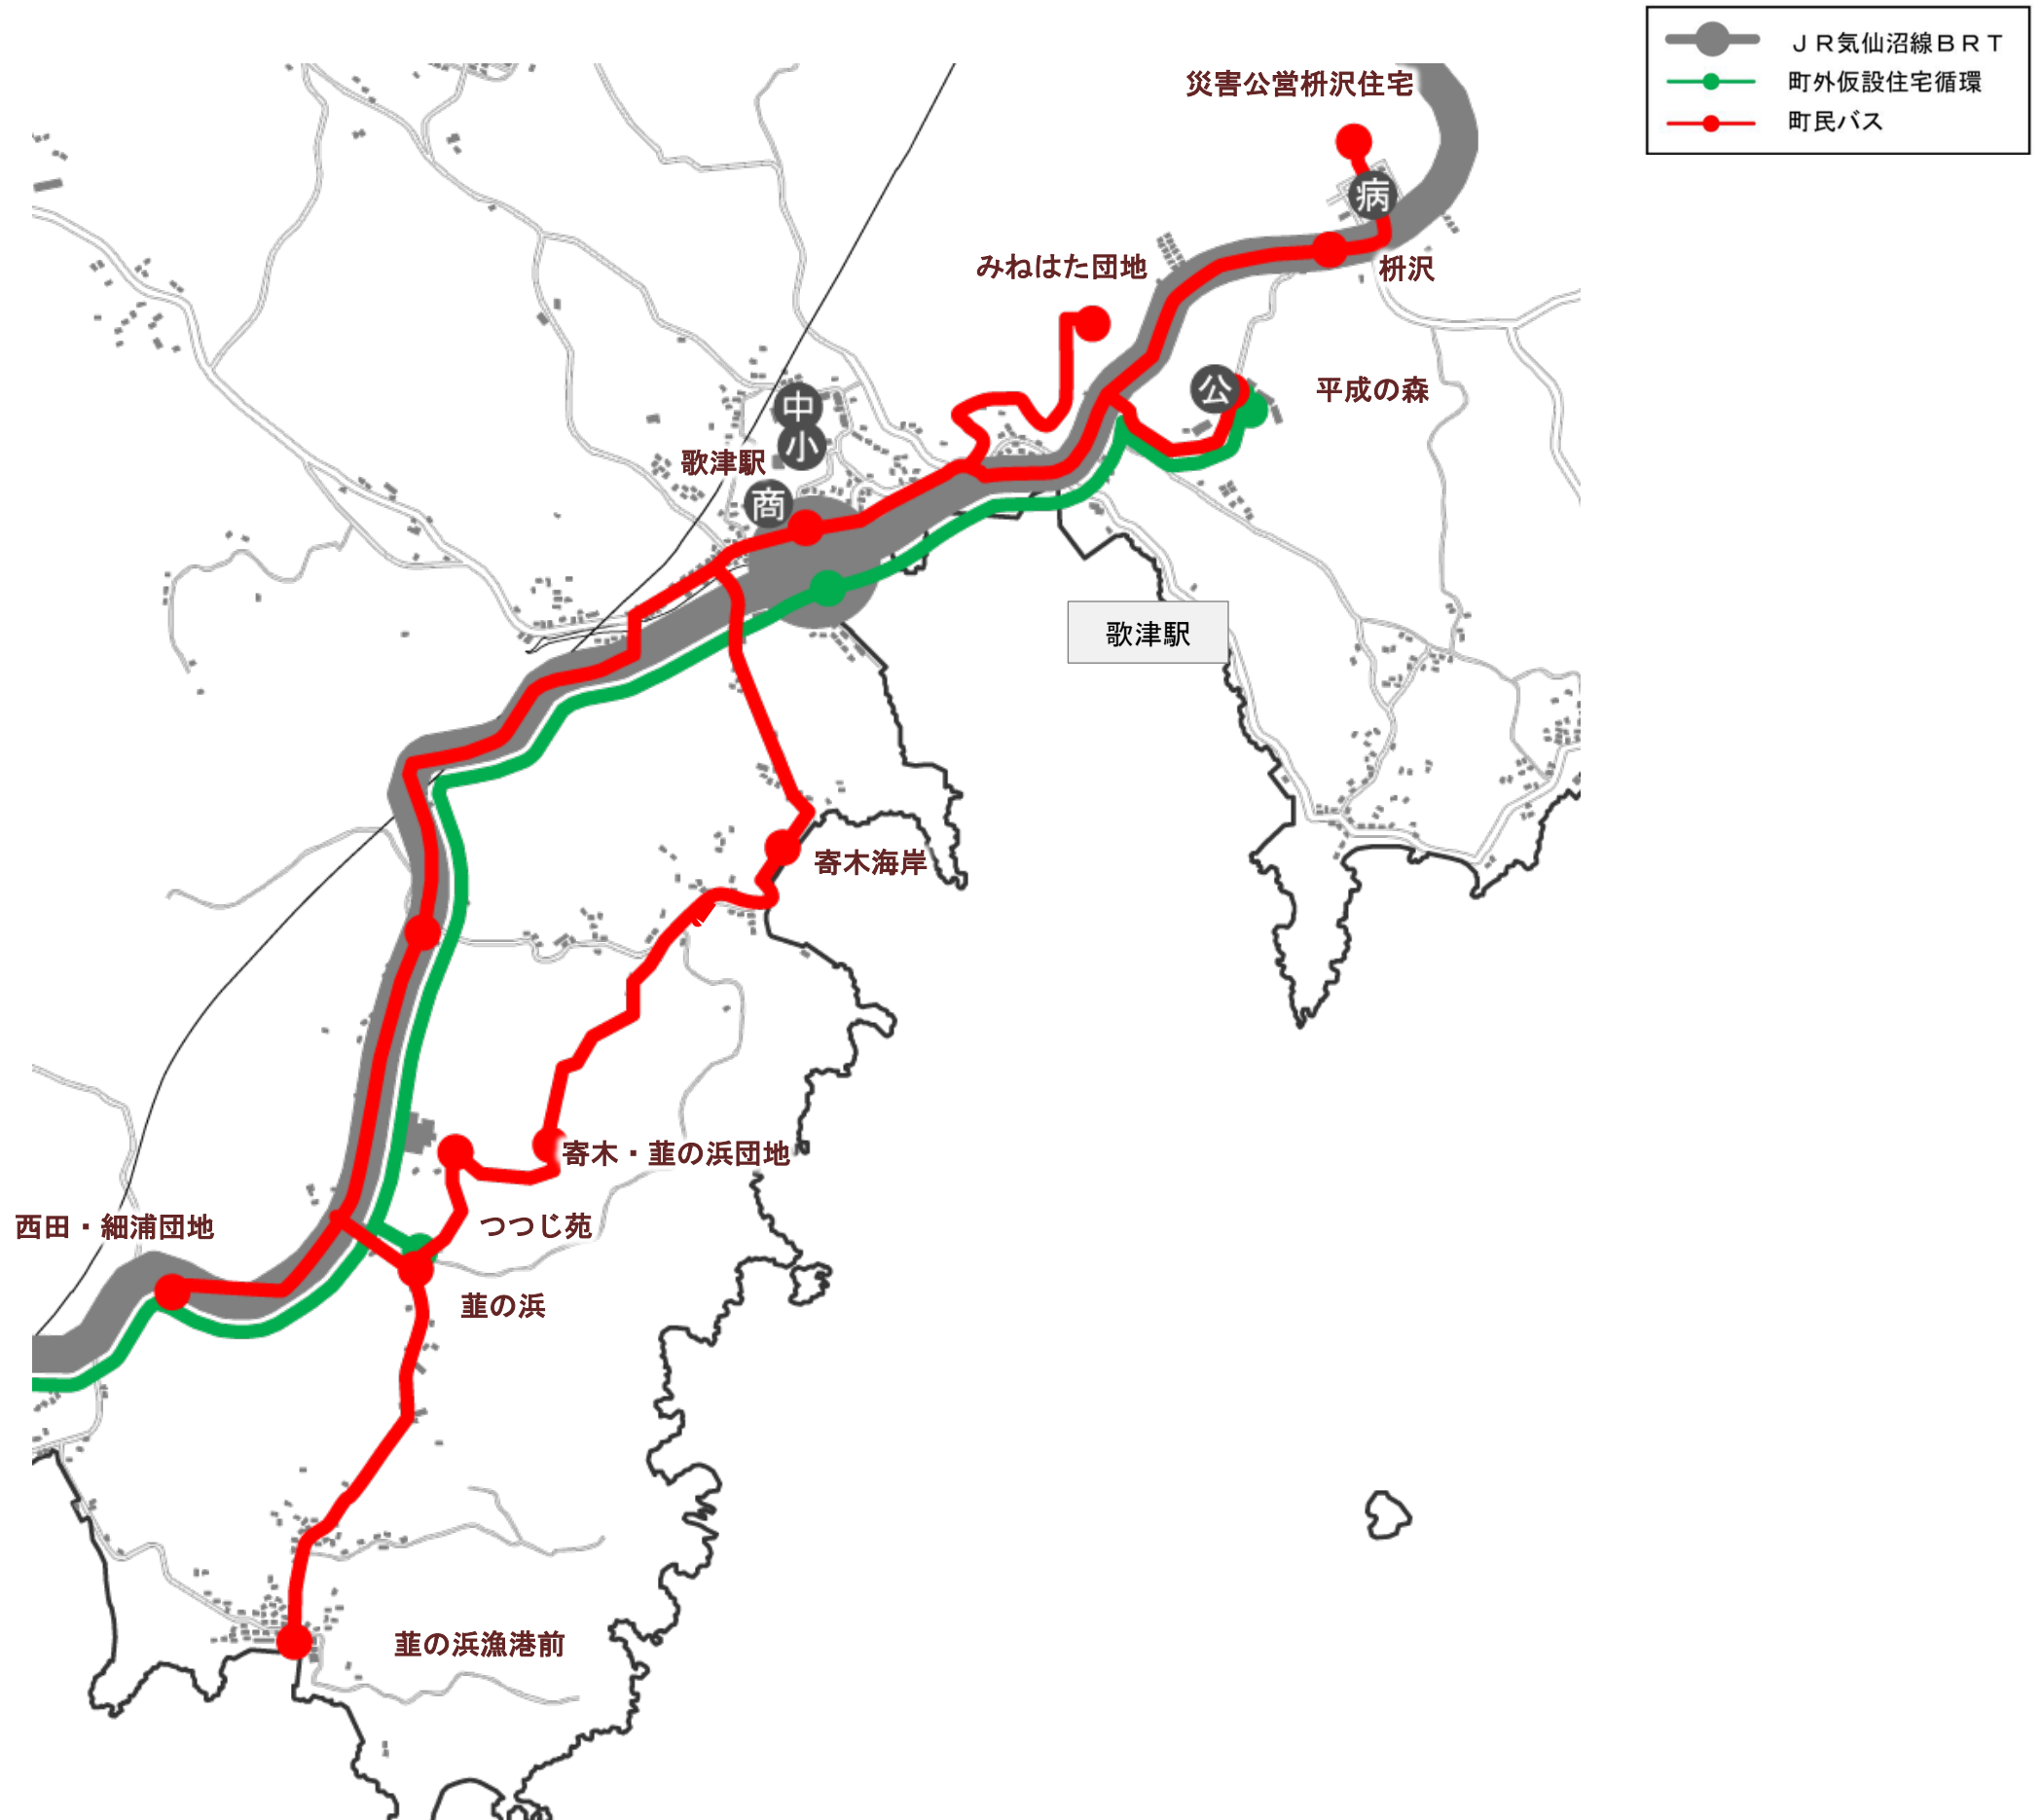 ＪＲ気仙沼線ＢＲＴ
町外仮設住宅循環
町民バス
災害公営枡沢住宅
病
みねはた団地
枡沢
公
平成の森
中
小
歌津駅
商
歌津駅
寄木海岸
寄木・韮の浜団地
西田・細浦団地
つつじ苑
韮の浜
韮の浜漁港前